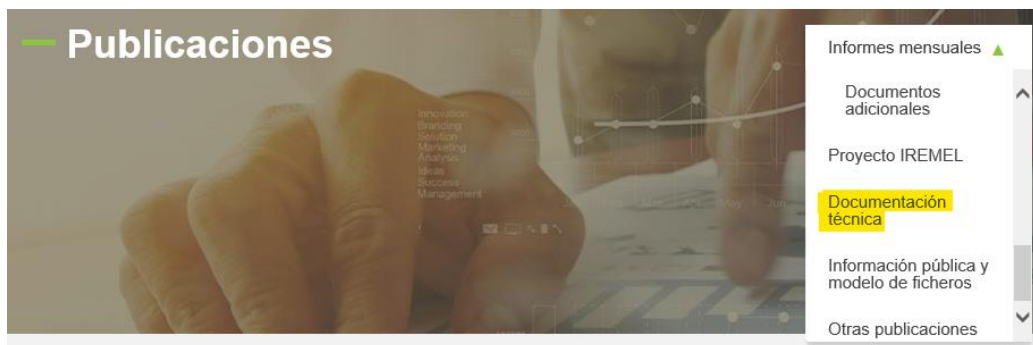 Publicaciones
Informes mensuales
Documentos
adicionales
Proyecto IREMEL
Documentación
técnica
Información pública y
modelo de ficheros
Otras publicaciones
Innovation
Branding
Solution
Marketing
Analysis
Ideas
Success
Management